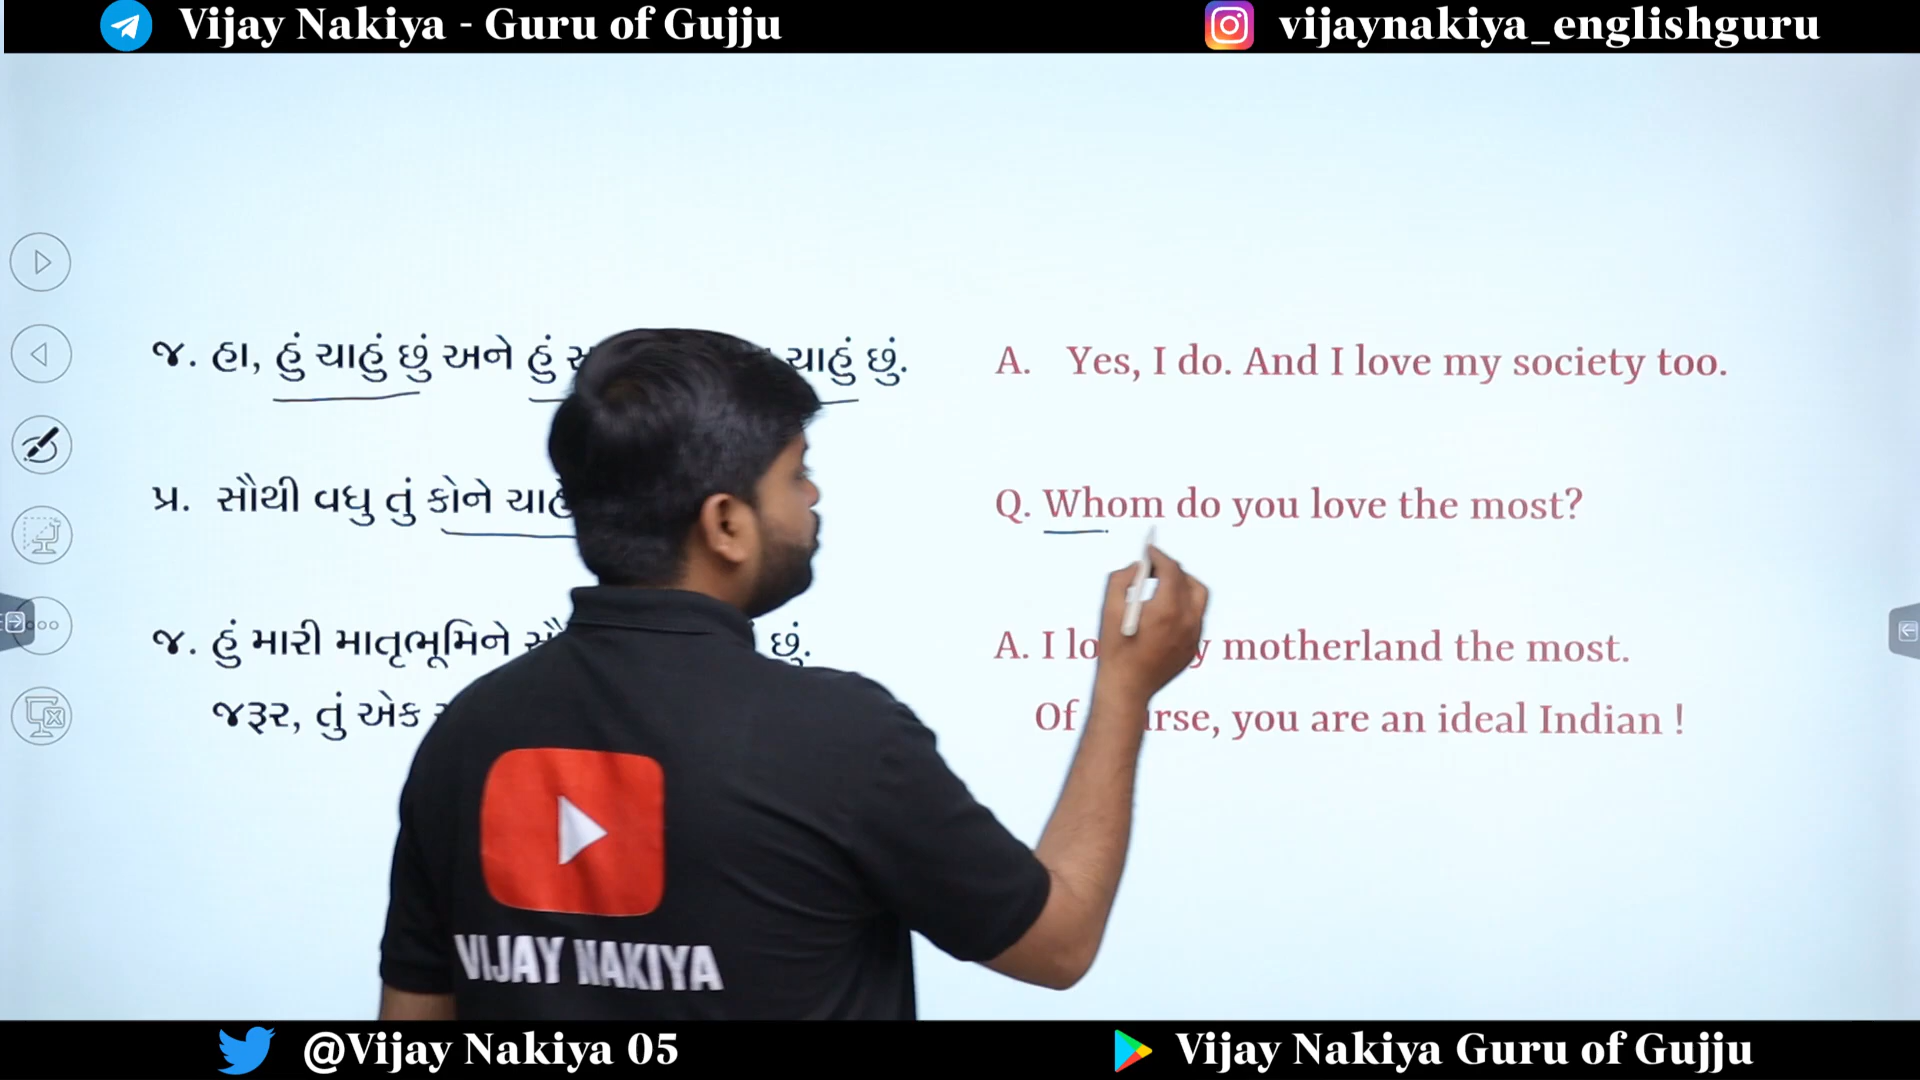 Vijay Nakiya - Guru of Gujju
vijaynakiya_englishguru
જ. હા, હું ચાહું છું અને હું ચાહું છું.
A. Yes, I do. And I love my society too.
પ્ર. સૌથી વધુ તું કોને
Q. Whom do you love the most?
જ. હું મારી માતૃભૂમિને છું.
A. I motherland the most.
જરૂર, તું એક
Of you are an ideal Indian !
VIJAY NAKIYA
@Vijay Nakiya 05
Vijay Nakiya Guru of Gujju